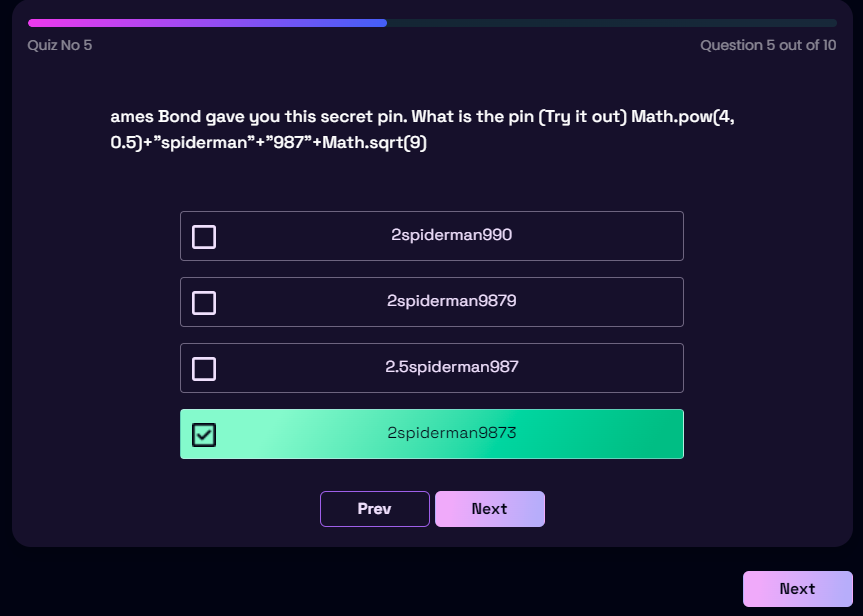 Quiz No 5
Question 5 out of 10
ames Bond gave you this secret pin. What is the pin (Try it out) Math.pow(4,
0.5)+”spiderman”+”987”+Math.sqrt(9)
2spiderman990
2spiderman9879
2.5spiderman987
2spiderman9873
Prev
Next
Next